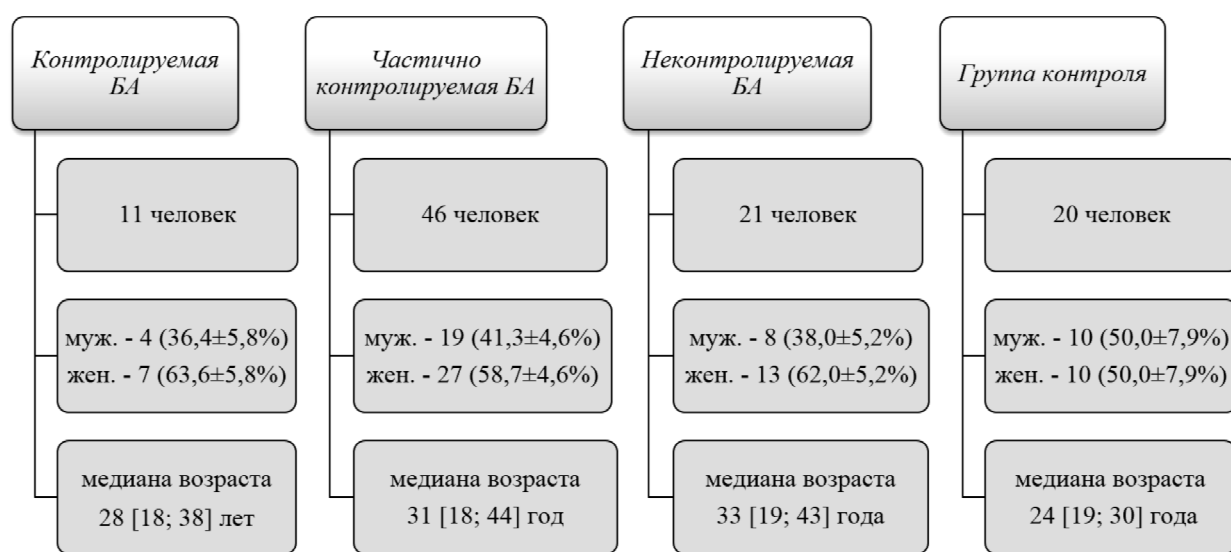 Контролируемая
БА
11 человек
муж. - 4 (36,4±5,8%)
жен. - 7 (63,6±5,8%)
медиана возраста
28 [18; 38] лет
Частично
контролируемая БА
46 человек
муж. - 19 (41,3±4,6%)
жен. - 27 (58,7±4,6%)
медиана возраста
31 [18; 44] год
Неконтролируемая
БА
21 человек
муж. - 8 (38,0±5,2%)
жен. - 13 (62,0±5,2%)
медиана возраста
33 [19; 43] года
Группа контроля
20 человек
муж. - 10 (50,0±7,9%)
жен. - 10 (50,0±7,9%)
медиана возраста
24 [19; 30] года